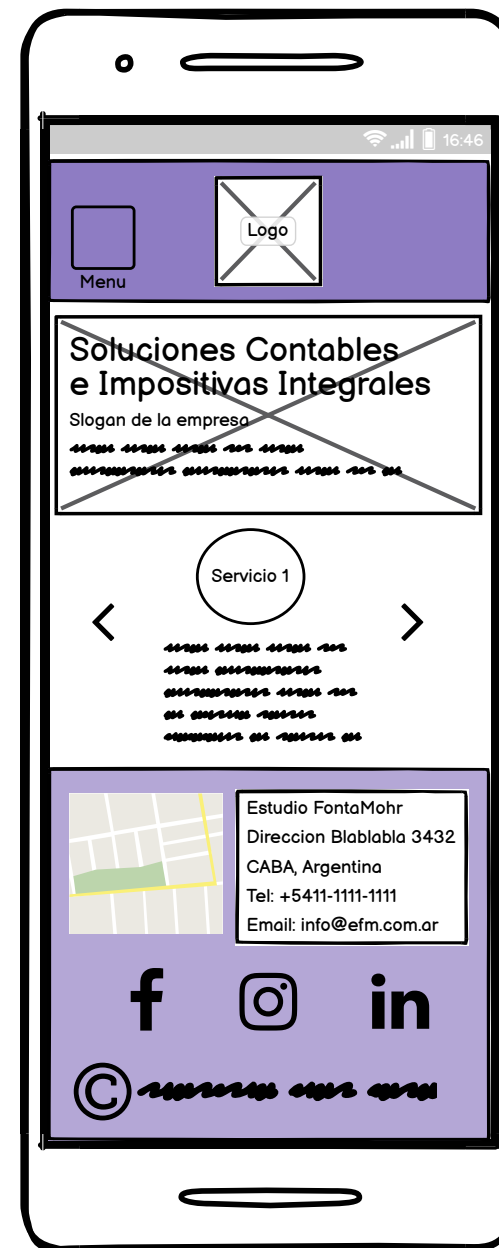 16:46
Logo
Menu
Soluciones Contables
e Impositivas Integrales
Slogan de la empresa
Servicio 1
Estudio FontaMohr
Direccion Blablabla 3432
CABA, Argentina
Tel: +5411-1111-1111
Email: info@efm.com.ar
f
in
©